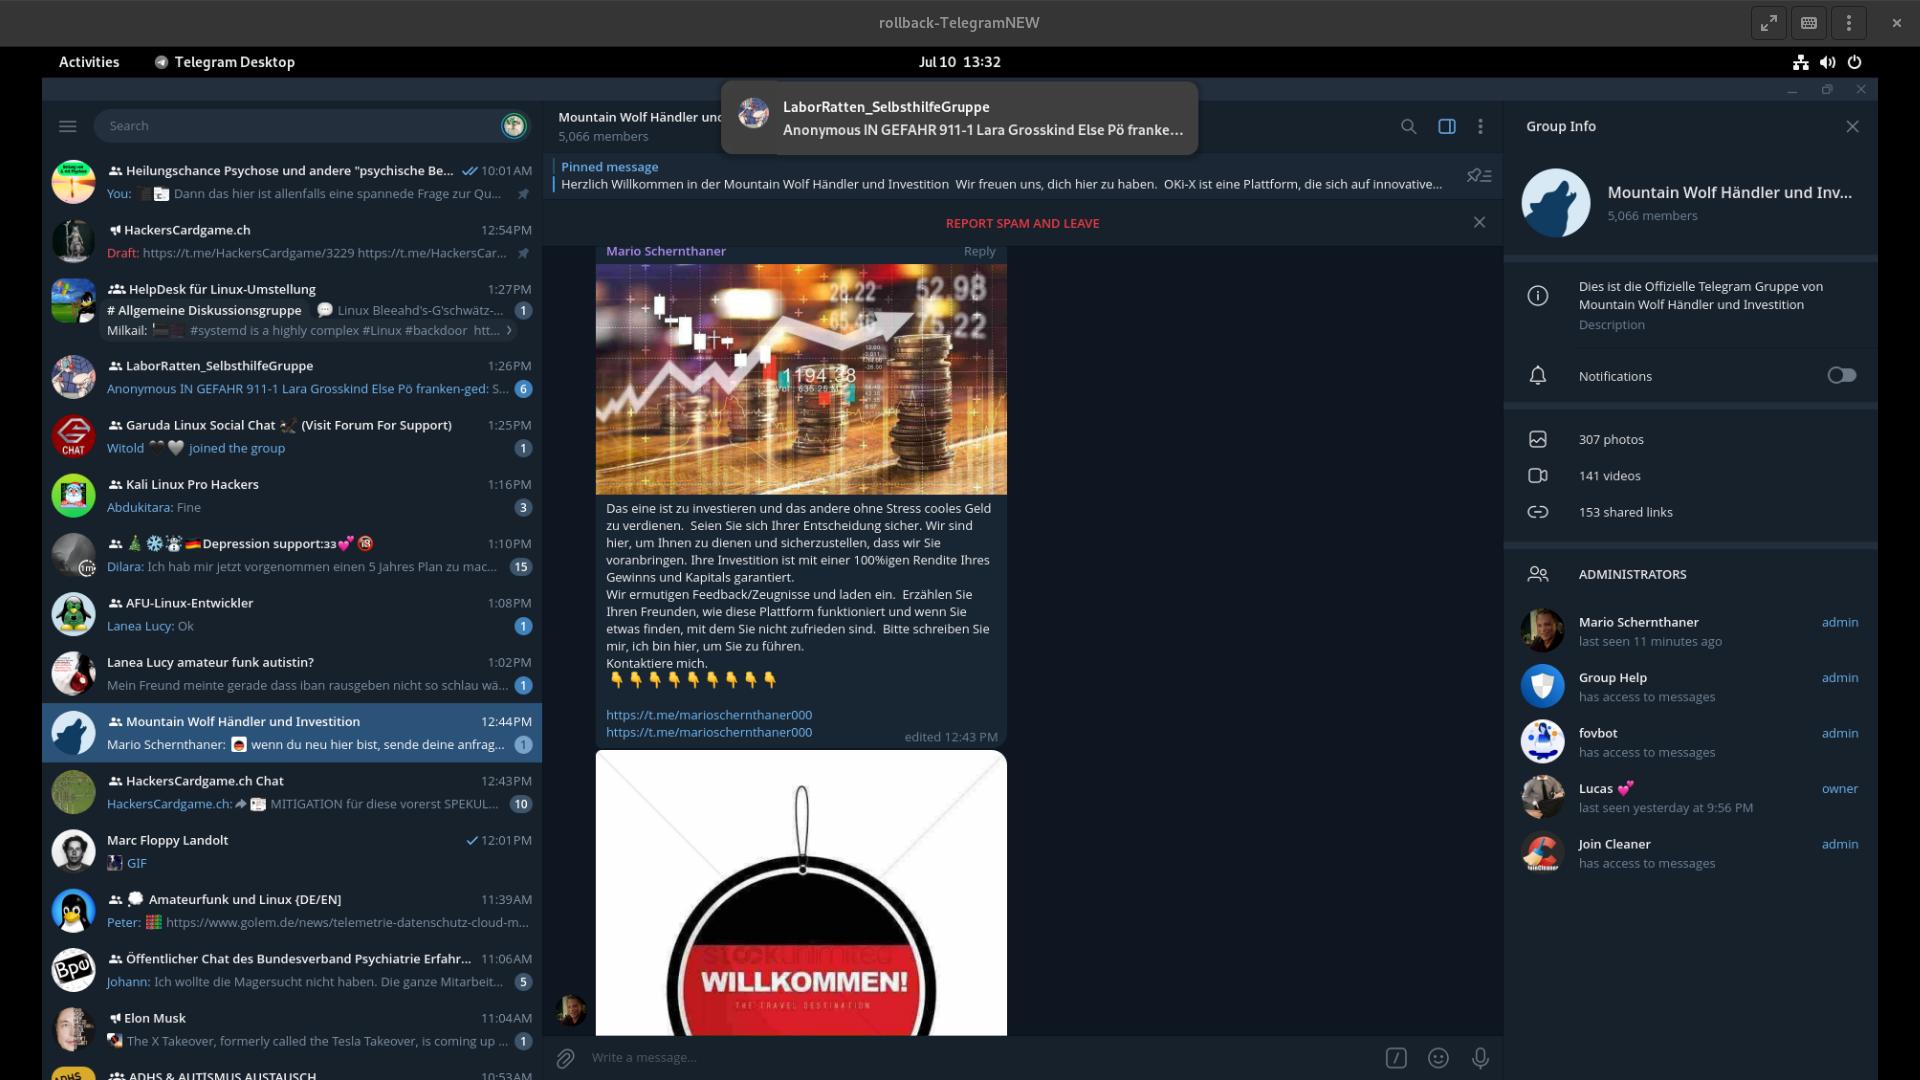 rollback-TelegramNEW
Activities
Telegram Desktop
Jul 10 13:32
LaborRatten_SelbsthilfeGruppe
Anonymous IN GEFAHR 911-1 Lara Grosskind Else Pö franke...
Search
Heilungschance Psychose und andere "psychische Be...
10:01 AM
You: Dann das hier ist allenfalls eine spannede Frage zur Qu...
HackersCardgame.ch
12:54 PM
Draft: https://t.me/HackersCardgame/3229 https://t.me/HackersCar...
HelpDesk für Linux-Umstellung
1:27 PM
# Allgemeine Diskussionsgruppe
Linux Bleeahd's-G'schwätz-...
1
Milkail: #systemd is a highly complex #Linux #backdoor htt...
LaborRatten_SelbsthilfeGruppe
1:26 PM
Anonymous IN GEFAHR 911-1 Lara Grosskind Else Pö franken-ged: S...
6
Garuda Linux Social Chat (Visit Forum For Support)
1:25 PM
CHAT
Witold joined the group
1
Kali Linux Pro Hackers
1:16 PM
Abdukitara: Fine
3
Depression support:зз💕🔞
1:10 PM
1m
Dilara: Ich hab mir jetzt vorgenommen einen 5 Jahres Plan zu mac...
15
AFU-Linux-Entwickler
1:08 PM
Lanea Lucy: Ok
1
Lanea Lucy amateur funk autistin?
1:02 PM
Mein Freund meinte gerade dass iban rausgeben nicht so schlau wä...
1
Mountain Wolf Händler und Investition
12:44 PM
Mario Schernthaner: wenn du neu hier bist, sende deine anfrag...
1
HackersCardgame.ch Chat
12:43 PM
HackersCardgame.ch: MITIGATION für diese vorerst SPEKUL...
10
Marc Floppy Landolt
12:01 PM
GIF
Amateurfunk und Linux {DE/EN]
11:39 AM
Peter: https://www.golem.de/news/telemetrie-datenschutz-cloud-m...
Öffentlicher Chat des Bundesverband Psychiatrie Erfahr...
11:06 AM
Bpe
Johann: Ich wollte die Magersucht nicht haben. Die ganze Mitarbeit...
5
Elon Musk
11:04 AM
The X Takeover, formerly called the Tesla Takeover, is coming up ...
1
ADHS & AUTISMUS AUSTAUSCH
10:53 AM
Mountain Wolf Händler und
5,066 members
Pinned message
Herzlich Willkommen in der Mountain Wolf Händler und Investition Wir freuen uns, dich hier zu haben. OKi-X ist eine Plattform, die sich auf innovative...
REPORT SPAM AND LEAVE
Mario Schernthaner
Reply
28.22
52.98
65.48
75.22
1194.38
Das eine ist zu investieren und das andere ohne Stress cooles Geld
zu verdienen. Seien Sie sich Ihrer Entscheidung sicher. Wir sind
hier, um Ihnen zu dienen und sicherzustellen, dass wir Sie
voranbringen. Ihre Investition ist mit einer 100%igen Rendite Ihres
Gewinns und Kapitals garantiert.
Wir ermutigen Feedback/Zeugnisse und laden ein. Erzählen Sie
Ihren Freunden, wie diese Plattform funktioniert und wenn Sie
etwas finden, mit dem Sie nicht zufrieden sind. Bitte schreiben Sie
mir, ich bin hier, um Sie zu führen.
Kontaktiere mich.
👇👇👇👇👇👇👇👇👇
https://t.me/marioschernthaner000
https://t.me/marioschernthaner000
edited 12:43 PM
stockunlimited
WILLKOMMEN!
THE TRAVEL DESTINATION
Write a message...
Group Info
Mountain Wolf Händler und Inv...
5,066 members
Dies ist die Offizielle Telegram Gruppe von
Mountain Wolf Händler und Investition
Description
Notifications
307 photos
141 videos
153 shared links
ADMINISTRATORS
Mario Schernthaner
admin
last seen 11 minutes ago
Group Help
admin
has access to messages
fovbot
admin
has access to messages
Lucas 💕
owner
last seen yesterday at 9:56 PM
Join Cleaner
admin
has access to messages